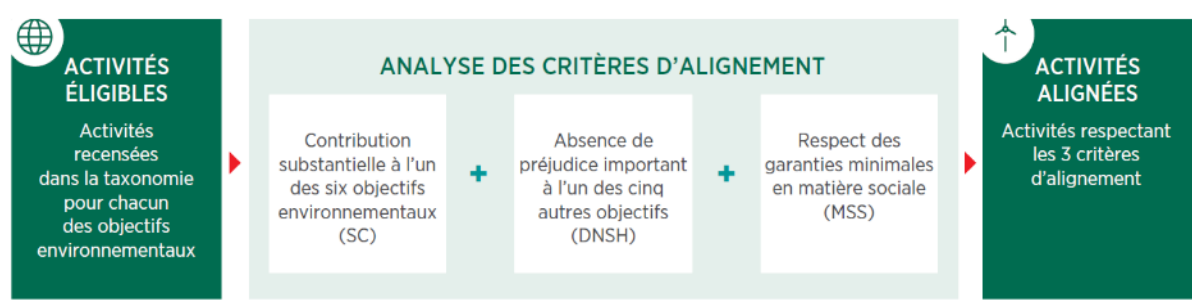 ACTIVITÉS
ÉLIGIBLES
Activités
recensées
dans la taxonomie
pour chacun
des objectifs
environnementaux
ANALYSE DES CRITÈRES D’ALIGNEMENT
Contribution
substantielle à l’un
des six objectifs
environnementaux
(SC)
+
Absence de
préjudice important
à l’un des cinq
autres objectifs
(DNSH)
+
Respect des
garanties minimales
en matière sociale
(MSS)
ACTIVITÉS
ALIGNÉES
Activités respectant
les 3 critères
d’alignement